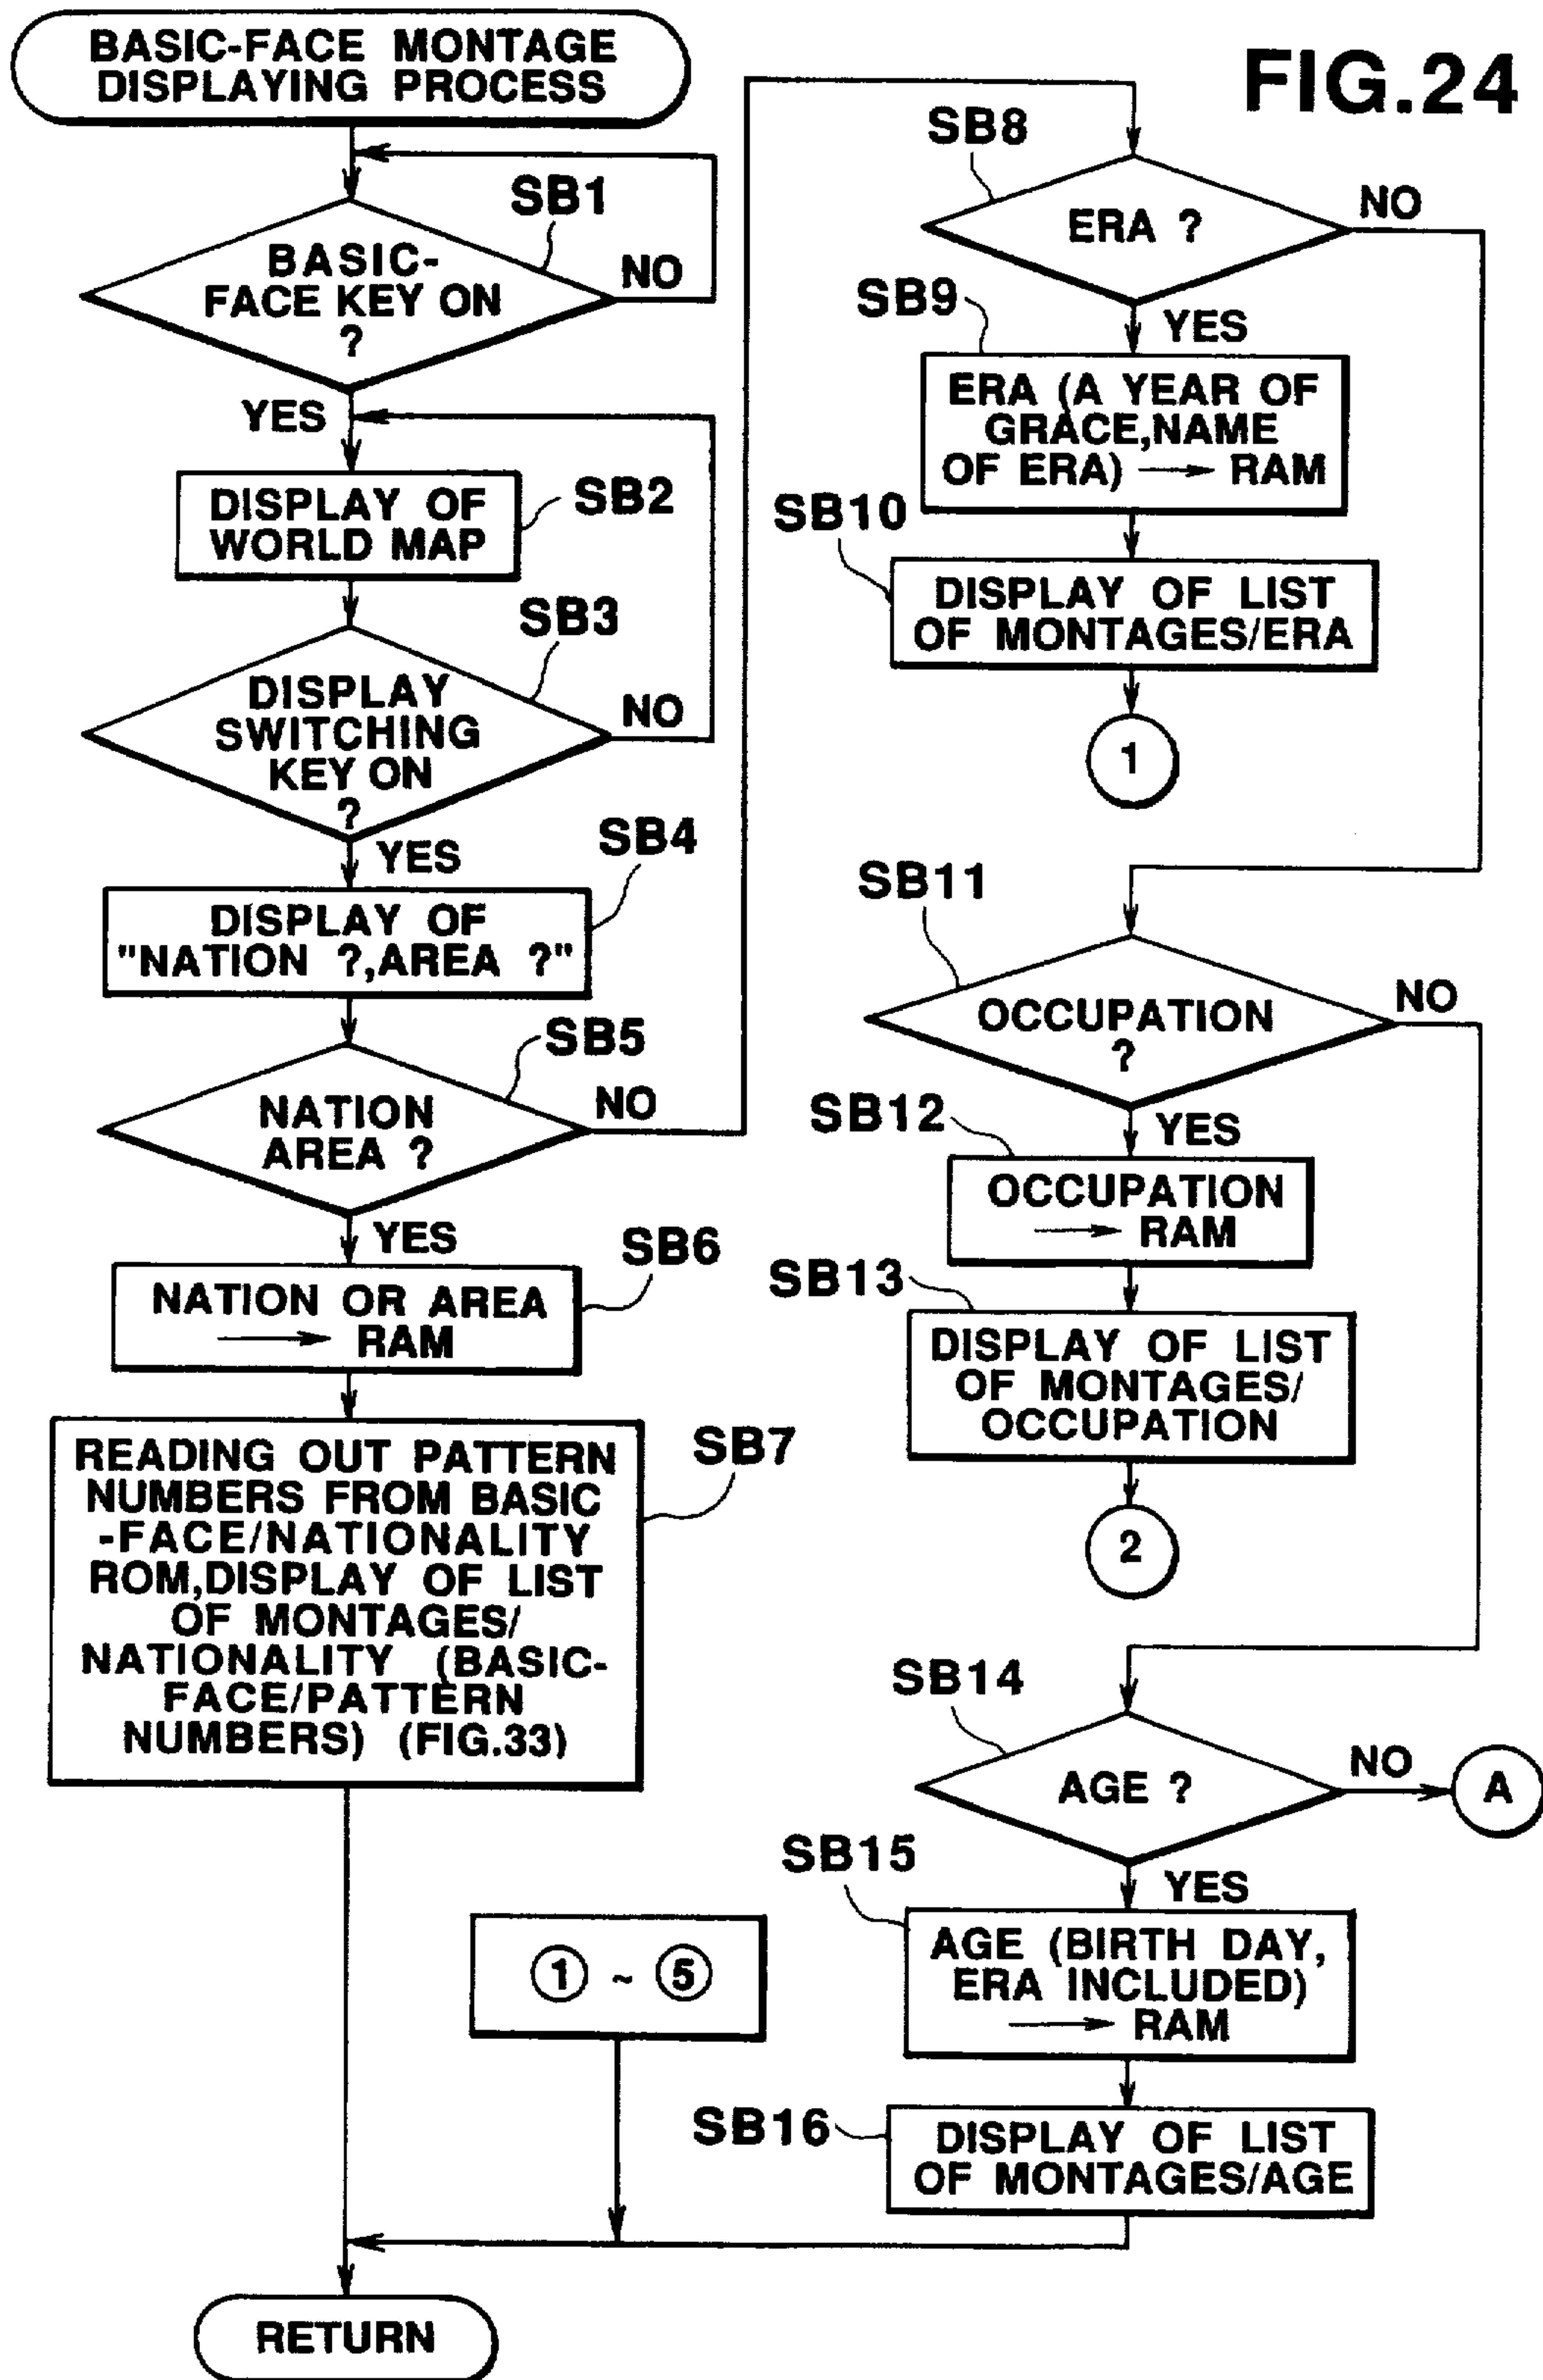 BASIC-FACE MONTAGE
DISPLAYING PROCESS
FIG.24
SB1
BASIC-
FACE KEY ON
?
NO
YES
DISPLAY OF
WORLD MAP
SB2
SB3
DISPLAY
SWITCHING
KEY ON
?
NO
YES
SB4
DISPLAY OF
"NATION ?,AREA ?"
SB5
NATION
AREA ?
NO
YES
SB6
NATION OR AREA
→ RAM
SB7
READING OUT PATTERN
NUMBERS FROM BASIC
-FACE/NATIONALITY
ROM,DISPLAY OF LIST
OF MONTAGES/
NATIONALITY (BASIC-
FACE/PATTERN
NUMBERS) (FIG.33)
SB8
ERA ?
NO
YES
SB9
ERA (A YEAR OF
GRACE,NAME
OF ERA) → RAM
SB10
DISPLAY OF LIST
OF MONTAGES/ERA
1
SB11
OCCUPATION
?
NO
YES
SB12
OCCUPATION
→ RAM
SB13
DISPLAY OF LIST
OF MONTAGES/
OCCUPATION
2
SB14
AGE ?
NO
A
YES
SB15
AGE (BIRTH DAY,
ERA INCLUDED)
→ RAM
SB16
DISPLAY OF LIST
OF MONTAGES/AGE
① ~ ⑤
RETURN